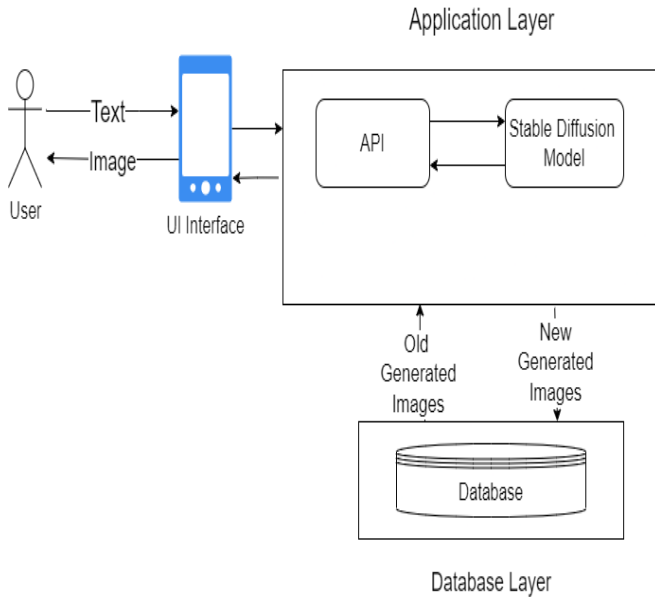 Application Layer
Text
Image
User
UI Interface
API
Stable Diffusion
Model
Old
Generated
Images
New
Generated
Images
Database
Database Layer